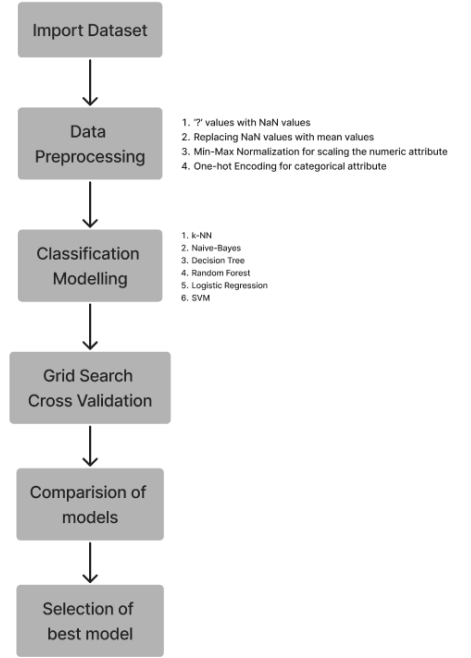 Import Dataset
Data
Preprocessing
1. '?' values with NaN values
2. Replacing NaN values with mean values
3. Min-Max Normalization for scaling the numeric attribute
4. One-hot Encoding for categorical attribute
Classification
Modelling
1. k-NN
2. Naive-Bayes
3. Decision Tree
4. Random Forest
5. Logistic Regression
6. SVM
Grid Search
Cross Validation
Comparision of
models
Selection of
best model